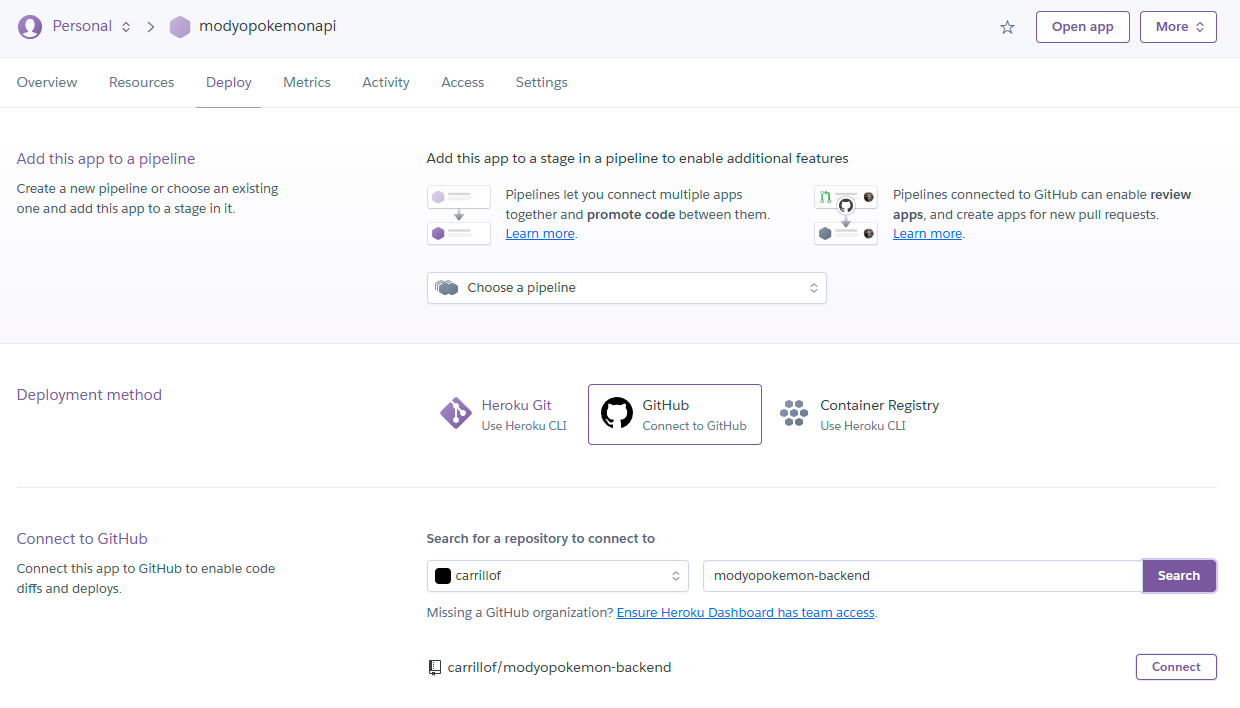 Personal modyopokemonapi Open app More
Overview Resources Deploy Metrics Activity Access Settings
Add this app to a pipeline
Create a new pipeline or choose an existing
one and add this app to a stage in it.
Add this app to a stage in a pipeline to enable additional features
Pipelines let you connect multiple apps
together and promote code between them.
Learn more.
Pipelines connected to GitHub can enable review
apps, and create apps for new pull requests.
Learn more.
Choose a pipeline
Deployment method
Heroku Git
Use Heroku CLI
GitHub
Connect to GitHub
Container Registry
Use Heroku CLI
Connect to GitHub
Connect this app to GitHub to enable code
diffs and deploys.
Search for a repository to connect to
carrillof modyopokemon-backend Search
Missing a GitHub organization? Ensure Heroku Dashboard has team access.
carrillof/modyopokemon-backend Connect